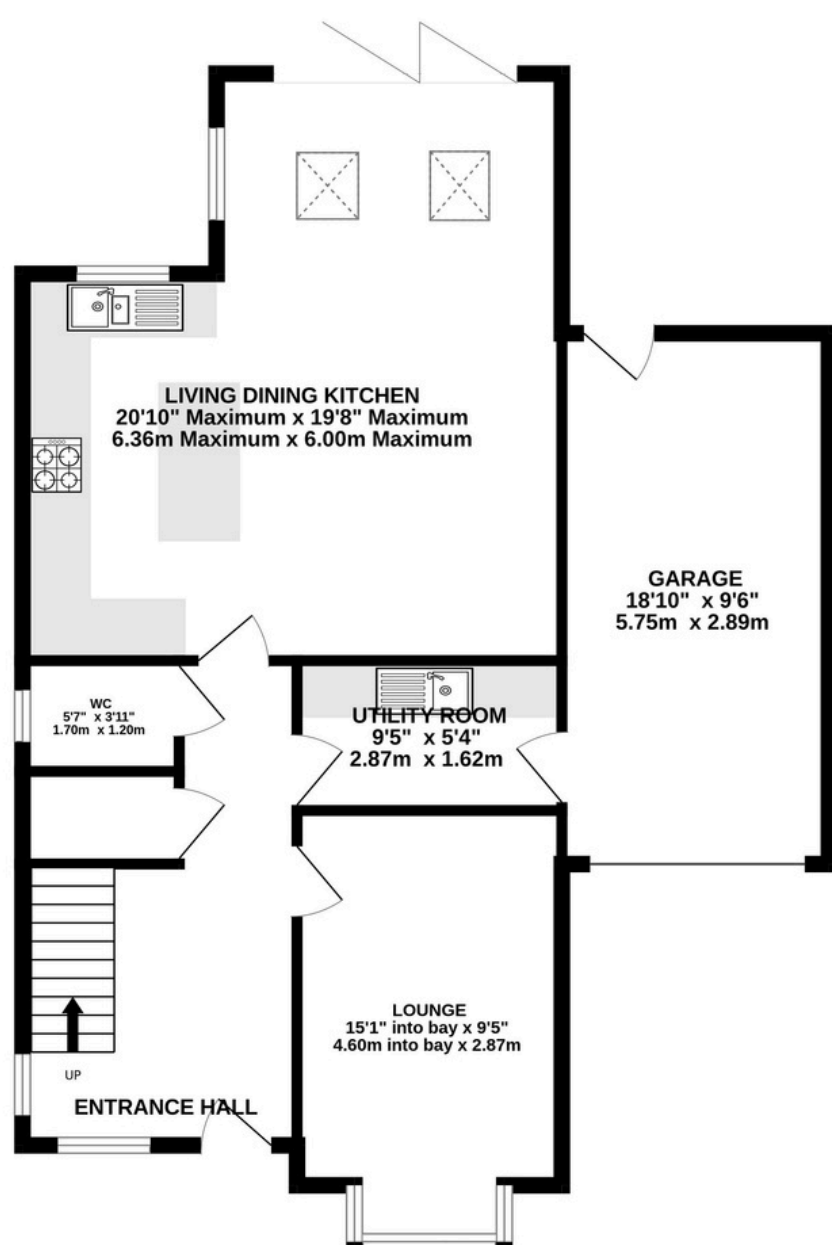 LIVING DINING KITCHEN
20'10" Maximum x 19'8" Maximum
6.36m Maximum x 6.00m Maximum
GARAGE
18'10" x 9'6"
5.75m x 2.89m
WC
5'7" x 3'11"
1.70m x 1.20m
UTILITY ROOM
9'5" x 5'4"
2.87m x 1.62m
LOUNGE
15'1" into bay x 9'5"
4.60m into bay x 2.87m
UP
ENTRANCE HALL